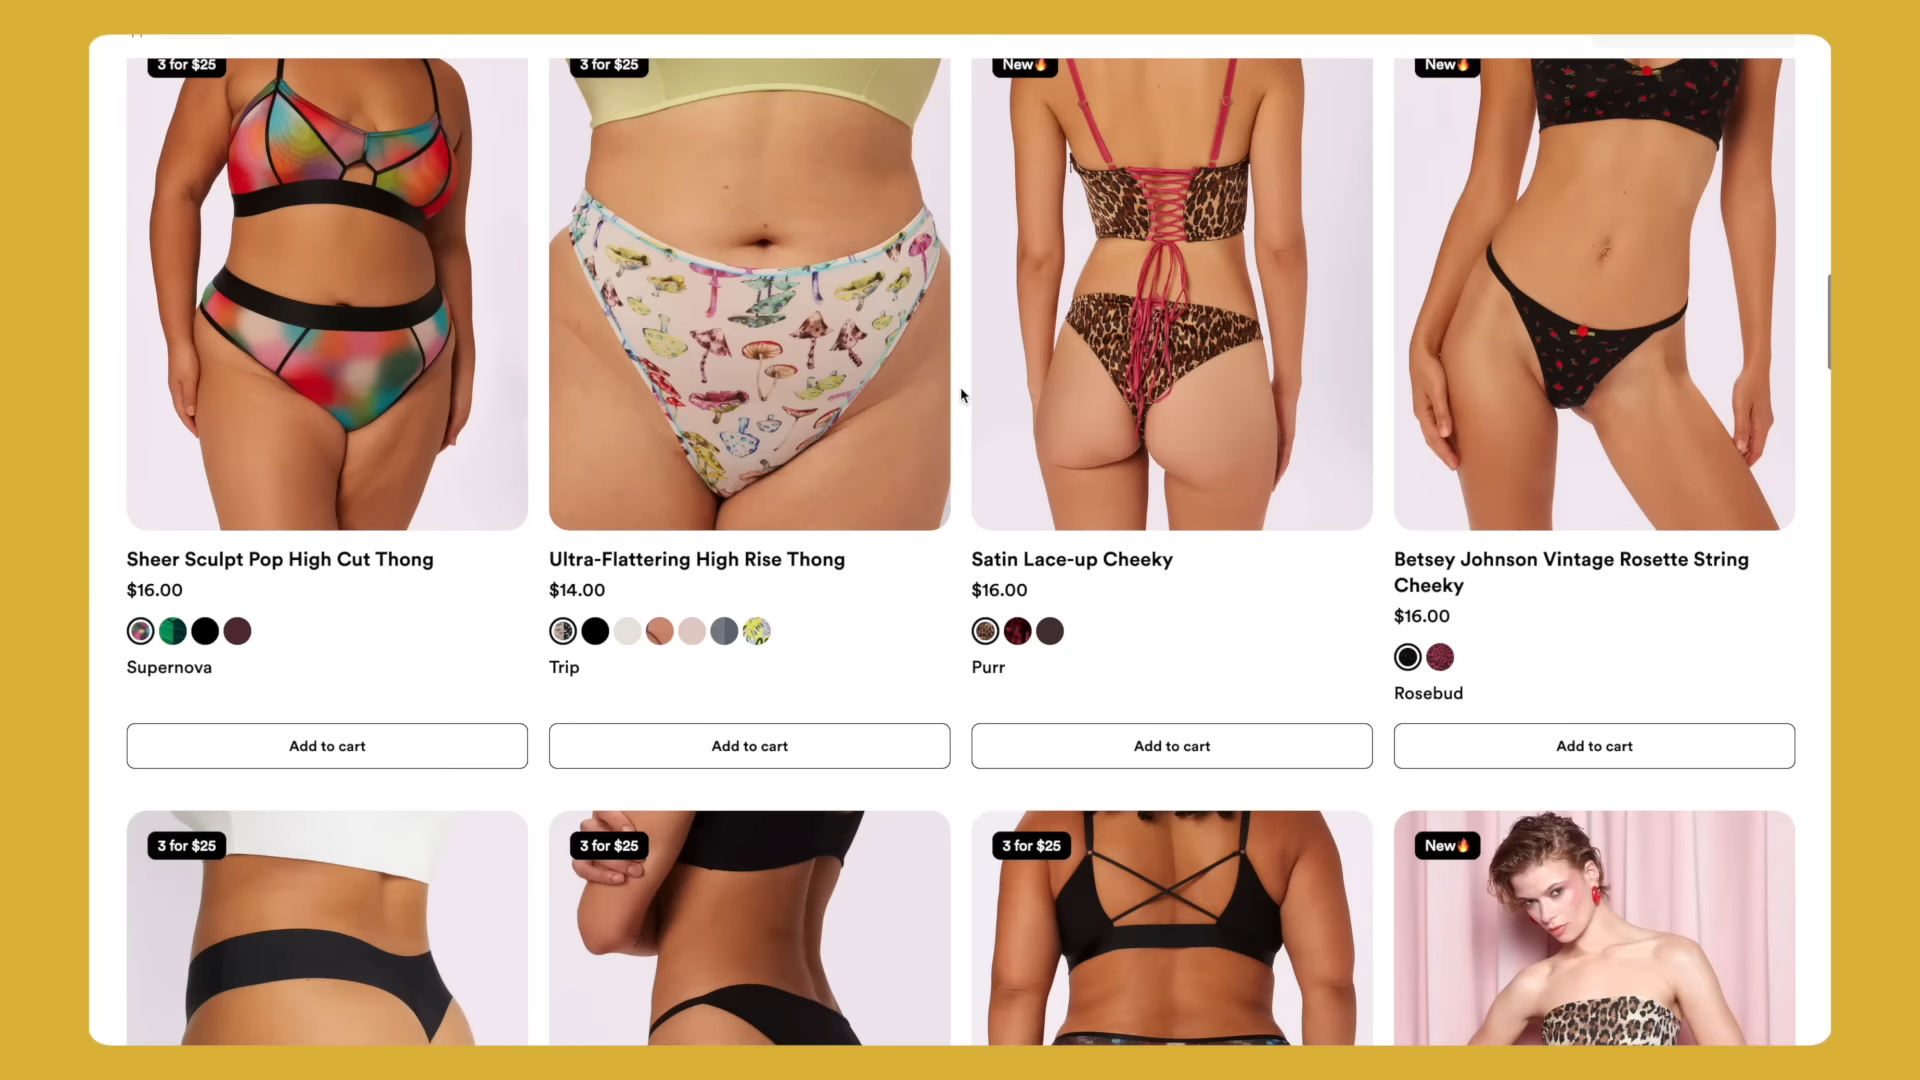 3 for $25
3 for $25
New🔥
New🔥
Sheer Sculpt Pop High Cut Thong
$16.00
Supernova
Add to cart
Ultra-Flattering High Rise Thong
$14.00
Trip
Add to cart
Satin Lace-up Cheeky
$16.00
Purr
Add to cart
Betsey Johnson Vintage Rosette String
Cheeky
$16.00
Rosebud
Add to cart
3 for $25
3 for $25
3 for $25
New🔥